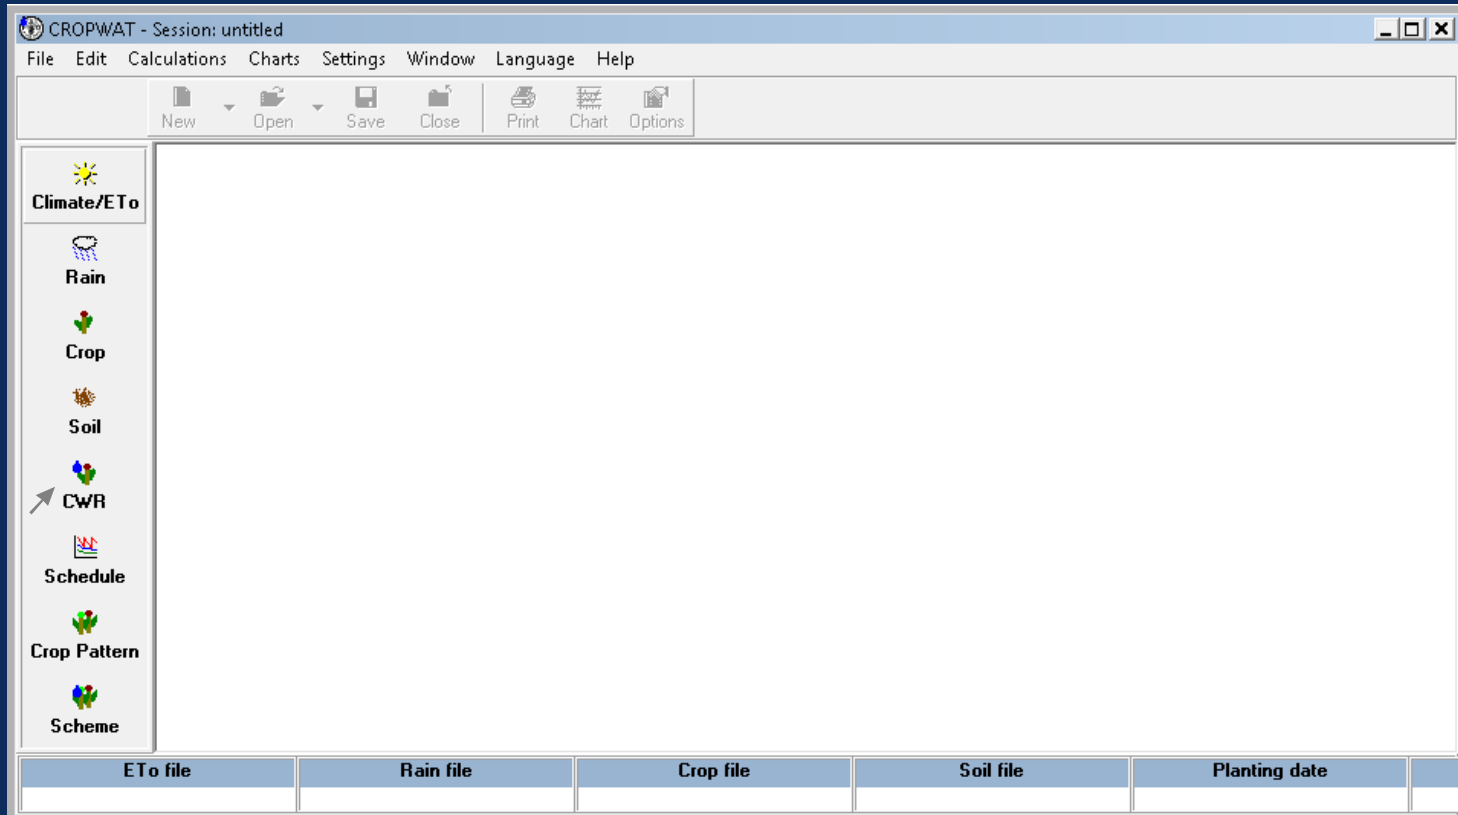 CROPWAT - Session: untitled
File Edit Calculations Charts Settings Window Language Help
New Open Save Close Print Chart Options
Climate/ETo
Rain
Crop
Soil
CWR
Schedule
Crop Pattern
Scheme
ETo file Rain file Crop file Soil file Planting date